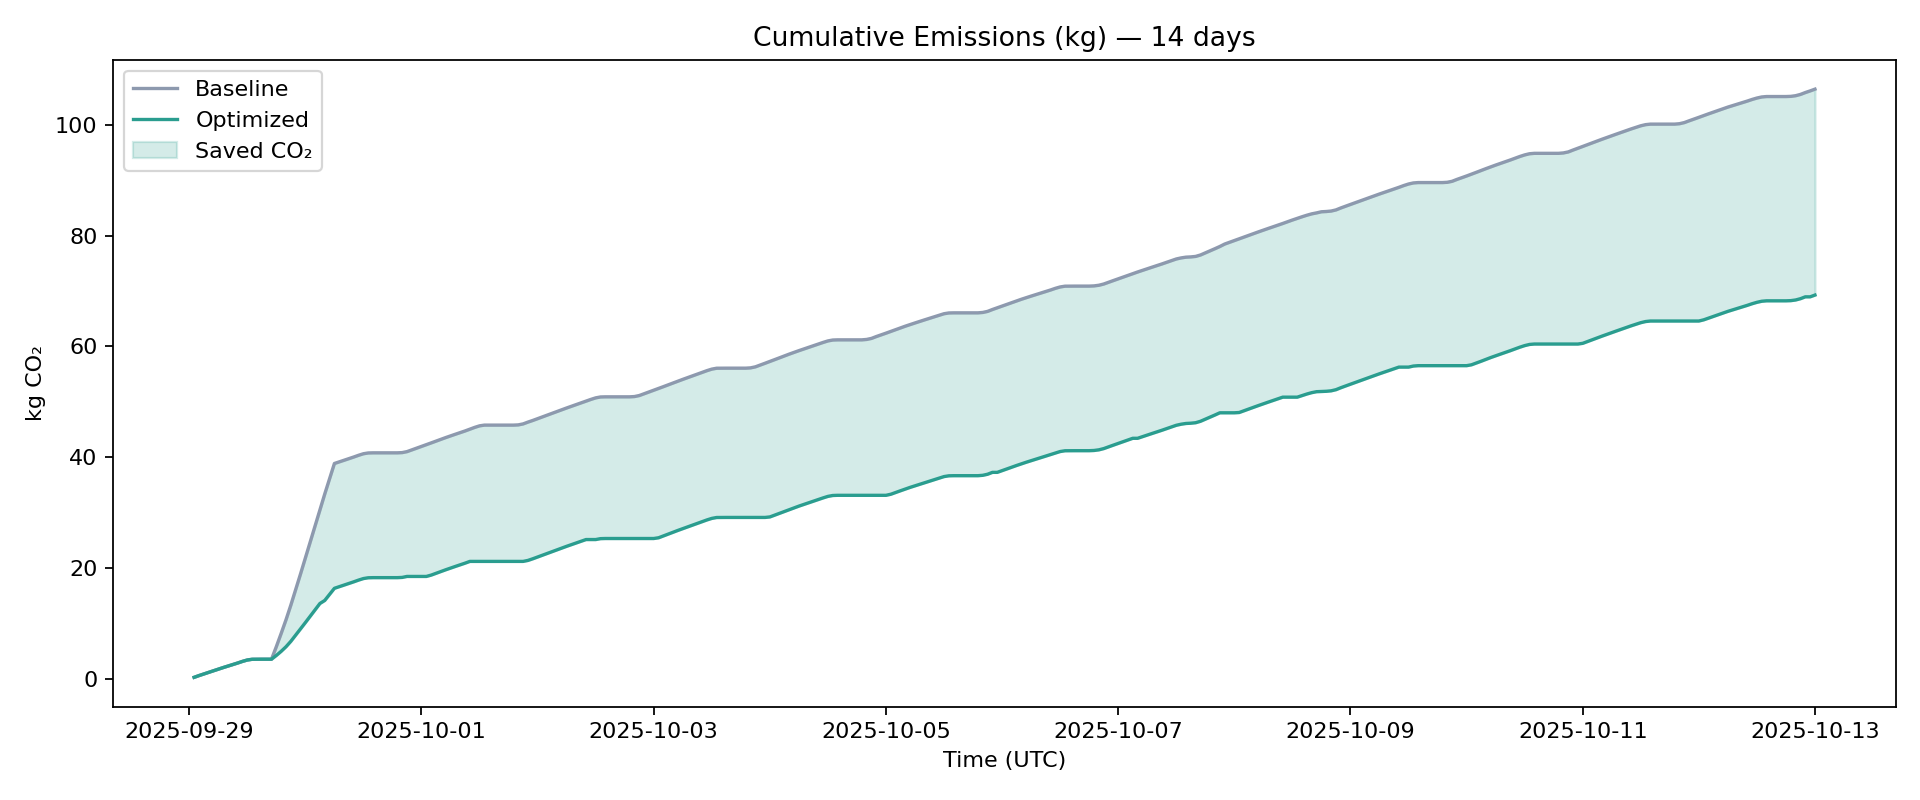 Cumulative Emissions (kg) — 14 days
Baseline
Optimized
Saved CO₂
kg CO₂
100
80
60
40
20
0
2025-09-29
2025-10-01
2025-10-03
2025-10-05
2025-10-07
2025-10-09
2025-10-11
2025-10-13
Time (UTC)